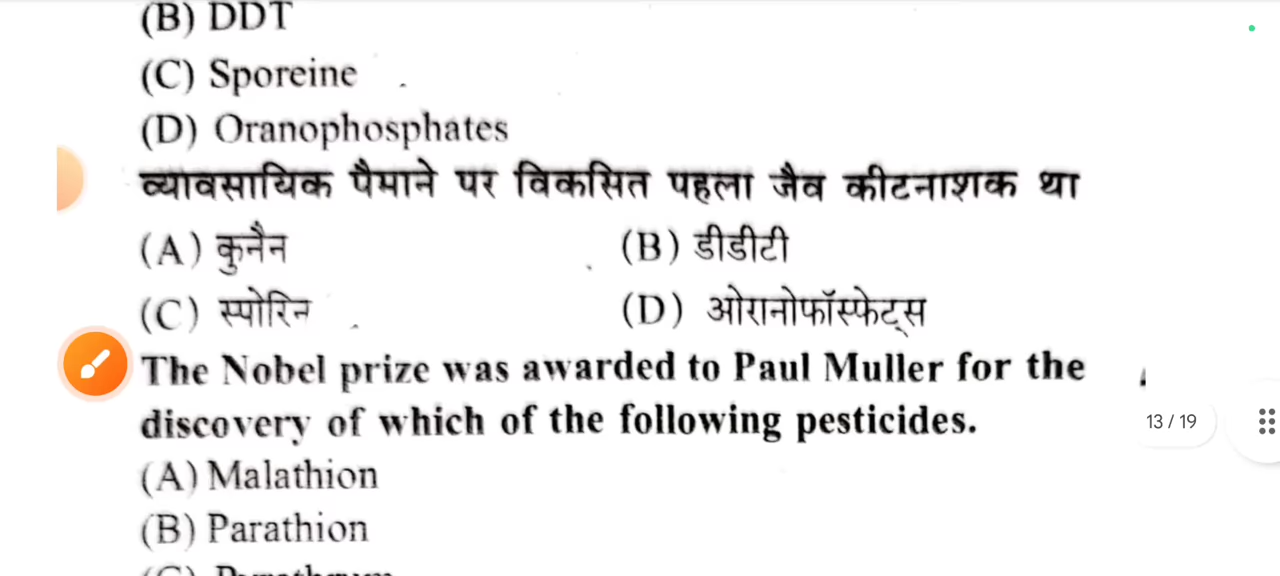 (B) DDT
(C) Sporeine
(D) Oranophosphates
व्यावसायिक पैमाने पर विकसित पहला जैव कीटनाशक था
(A) कुनैन (B) डीडीटी
(C) स्पोरिन (D) ओरानोफॉस्फेट्स
The Nobel prize was awarded to Paul Muller for the
discovery of which of the following pesticides.
13 / 19
(A) Malathion
(B) Parathion